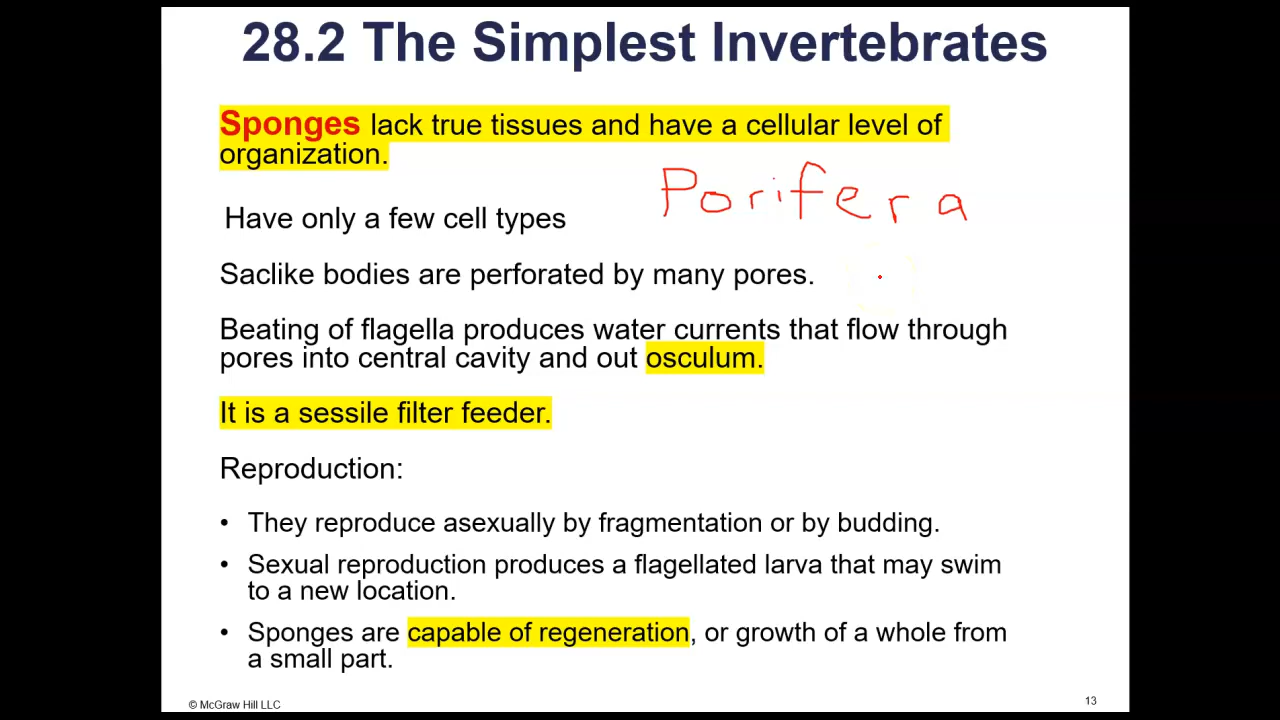 28.2 The Simplest Invertebrates
Sponges lack true tissues and have a cellular level of
organization.
Porifera
Have only a few cell types
Saclike bodies are perforated by many pores.
Beating of flagella produces water currents that flow through
pores into central cavity and out osculum.
It is a sessile filter feeder.
Reproduction:
• They reproduce asexually by fragmentation or by budding.
• Sexual reproduction produces a flagellated larva that may swim
to a new location.
• Sponges are capable of regeneration, or growth of a whole from
a small part.
© McGraw Hill LLC
13